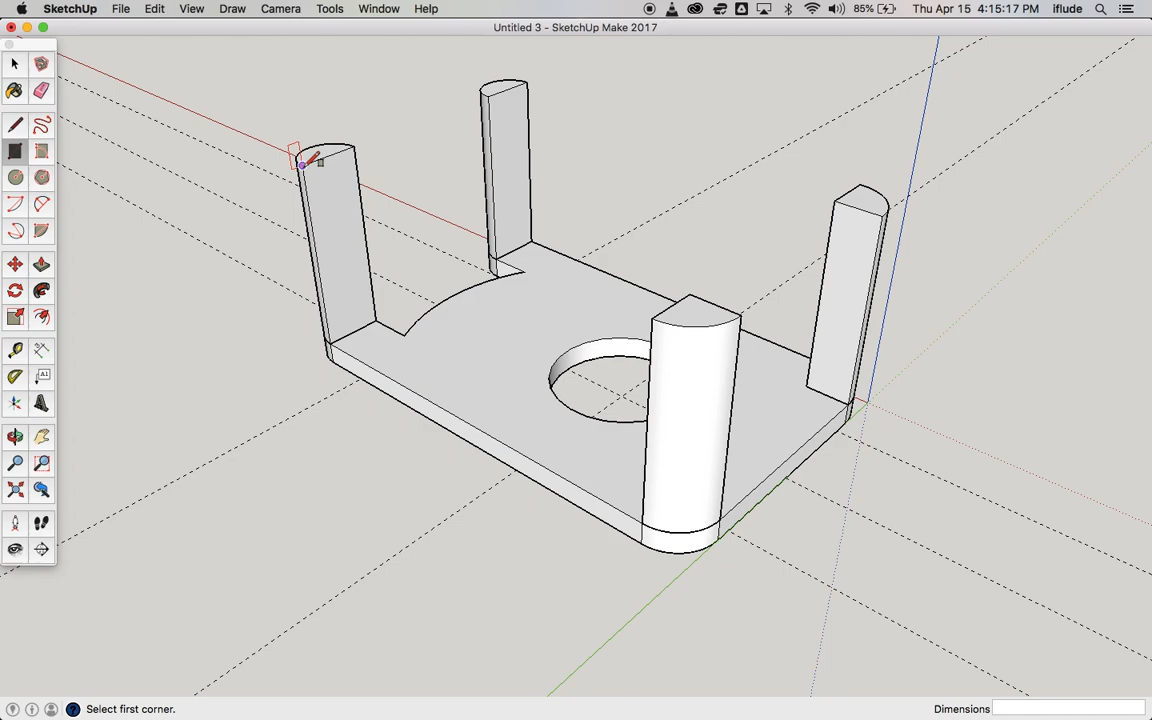 SketchUp File Edit View Draw Camera Tools Window Help 85% Thu Apr 15 4:15:17 PM iflude
Untitled 3 - SketchUp Make 2017
A1
Select first corner. Dimensions